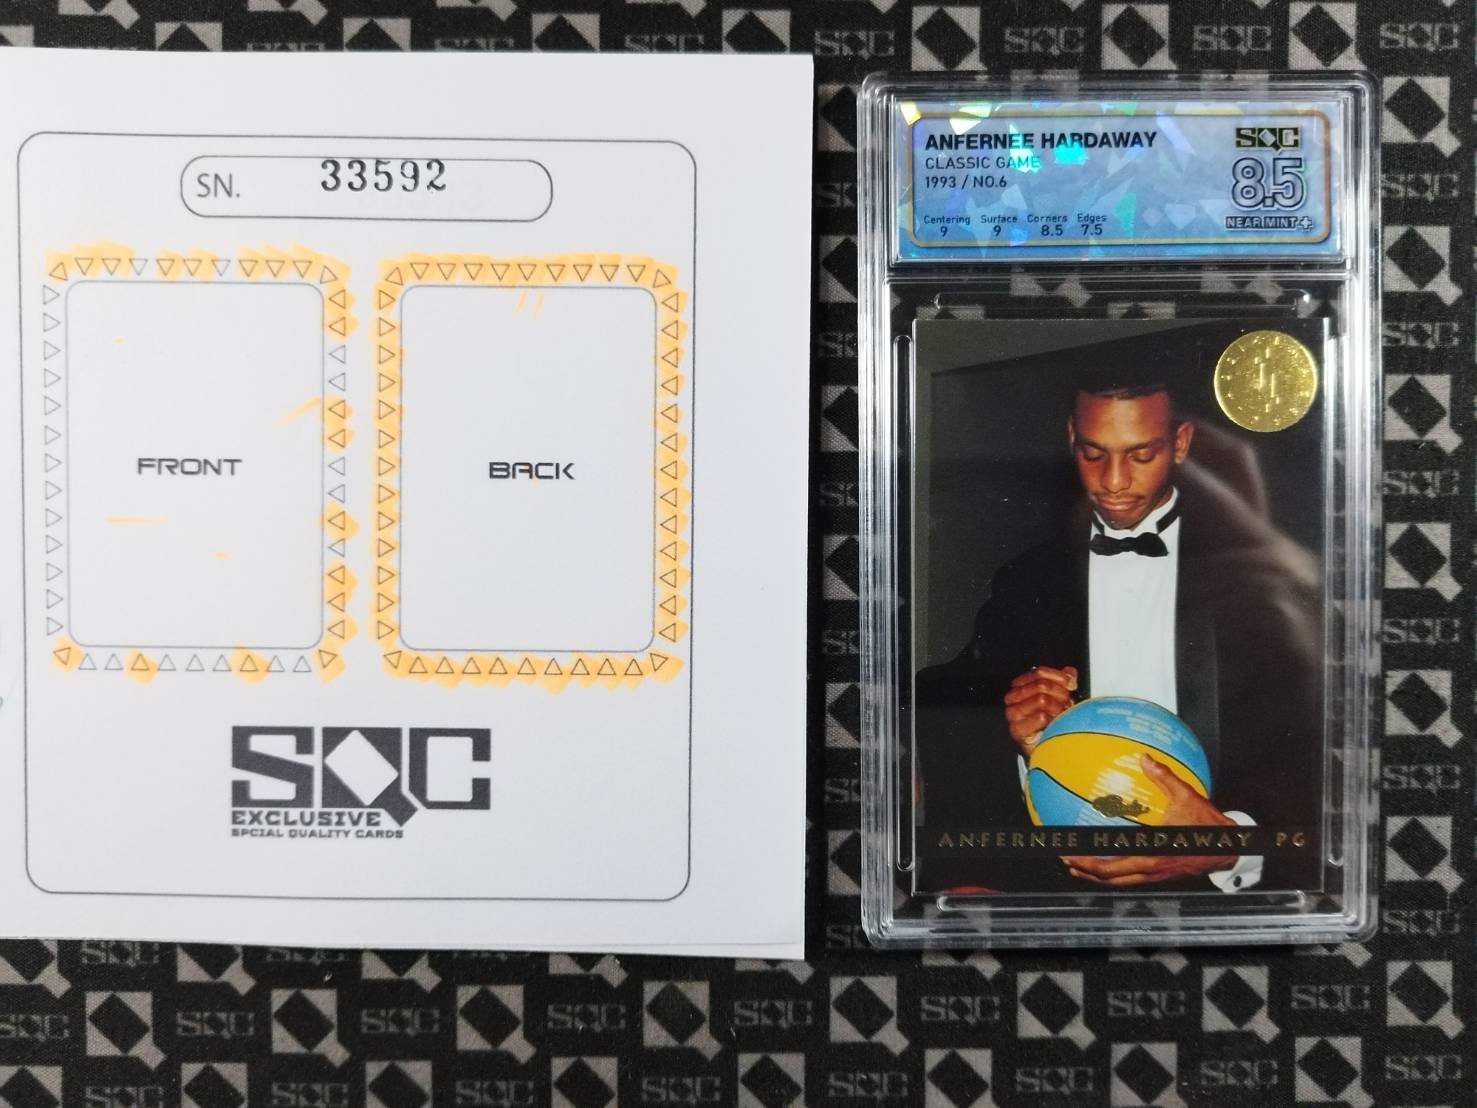 SN. 33592
FRONT
BACK
SQC
EXCLUSIVE
SPCIAL QUALITY CARDS
ANFERNEE HARDAWAY
CLASSIC GAME
1993 / NO.6
Centering Surface Corners Edges
9 9 8.5 7.5
SQC
8.5
NEAR MINT+
ANFERNEE HARDAWAY PG